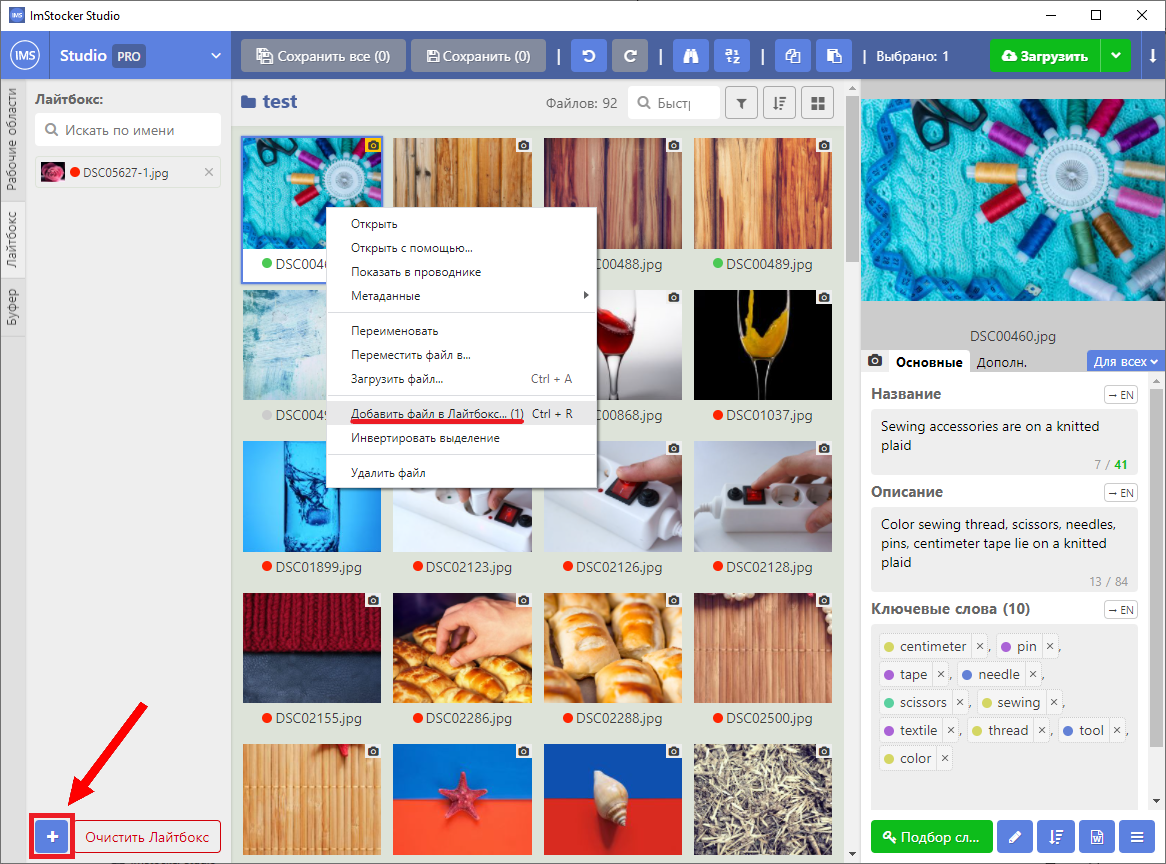 ImStocker Studio
IMS
Studio PRO
Сохранить все (0)
Сохранить (0)
Выбрано: 1
Загрузить
Рабочие области
Лайтбокс
Буфер
Лайтбокс:
Искать по имени
DSC05627-1.jpg
Очистить Лайтбокс
test
Файлов: 92
Быст
DSC004
DSC00488.jpg
DSC00489.jpg
DSC0049
DSC00868.jpg
DSC01037.jpg
DSC01899.jpg
DSC02123.jpg
DSC02126.jpg
DSC02128.jpg
DSC02155.jpg
DSC02286.jpg
DSC02288.jpg
DSC02500.jpg
Открыть
Открыть с помощью...
Показать в проводнике
Метаданные
Переименовать
Переместить файл в...
Загрузить файл... Ctrl + A
Добавить файл в Лайтбокс... (1) Ctrl + R
Инвертировать выделение
Удалить файл
DSC00460.jpg
Основные
Дополн.
Для всех
Название → EN
Sewing accessories are on a knitted
plaid
7 / 41
Описание → EN
Color sewing thread, scissors, needles,
pins, centimeter tape lie on a knitted
plaid
13 / 84
Ключевые слова (10) → EN
centimeter ×, pin ×,
tape ×, needle ×,
scissors ×, sewing ×,
textile ×, thread ×, tool ×,
color ×
Подбор сл...